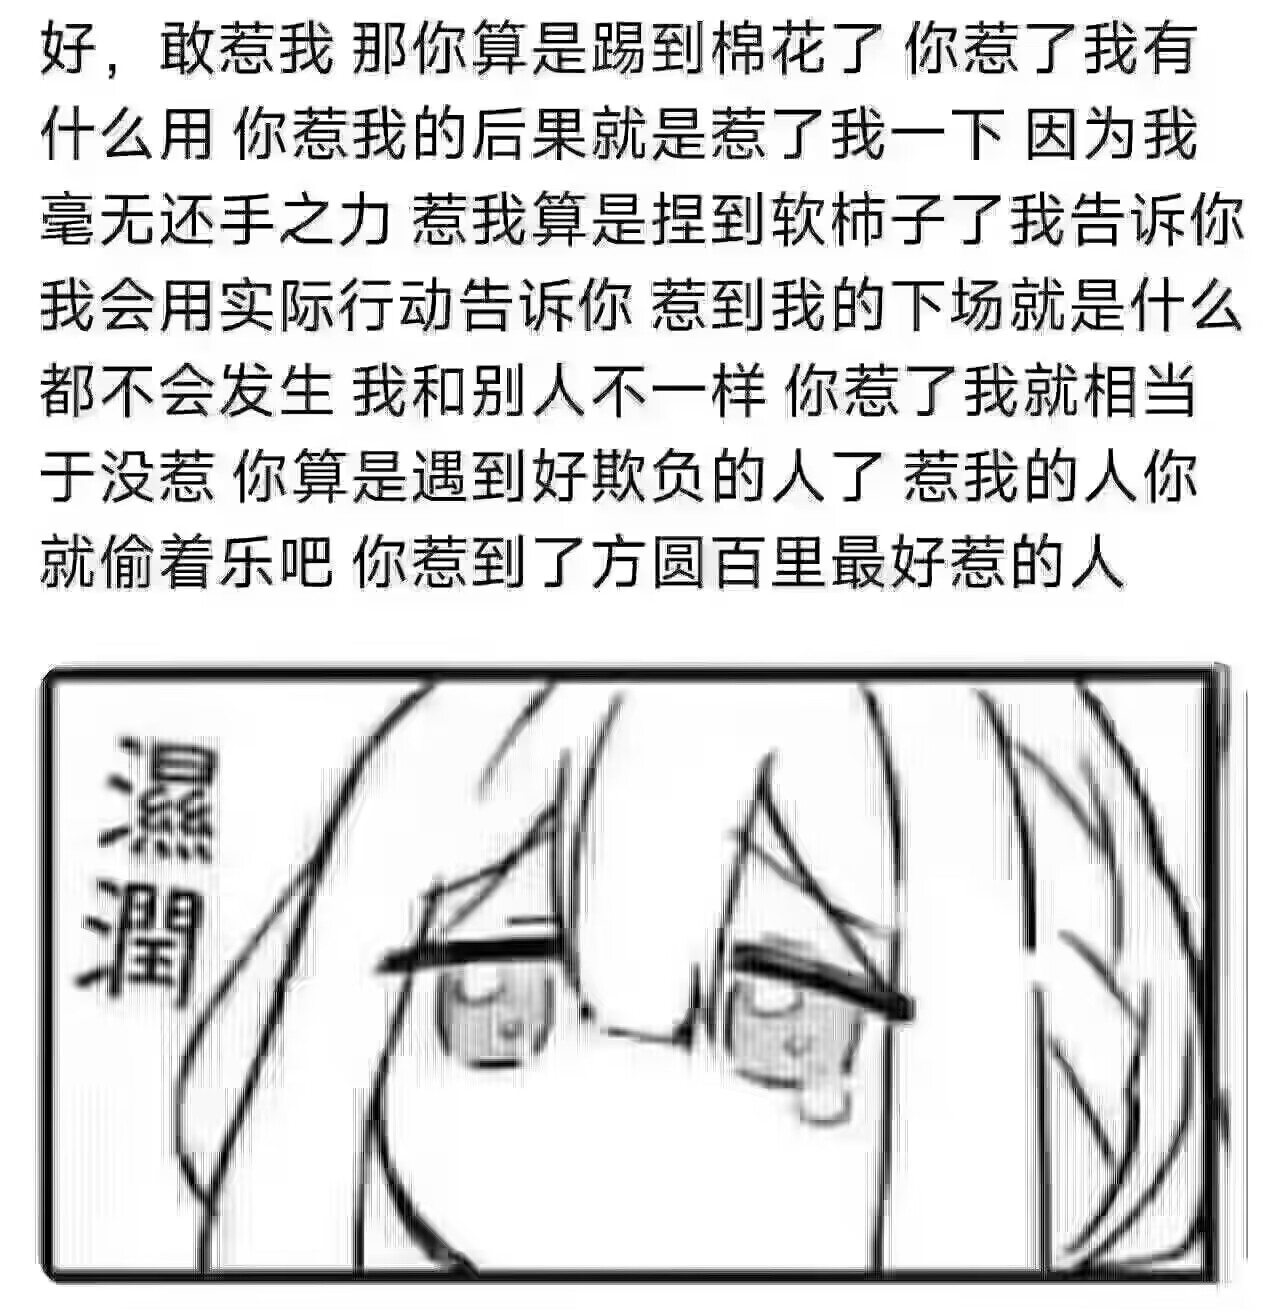 好，敢惹我 那你算是踢到棉花了 你惹了我有
什么用 你惹我的后果就是惹了我一下 因为我
毫无还手之力 惹我算是捏到软柿子了我告诉你
我会用实际行动告诉你 惹到我的下场就是什么
都不会发生 我和别人不一样 你惹了我就相当
于没惹 你算是遇到好欺负的人了 惹我的人你
就偷着乐吧 你惹到了方圆百里最好惹的人
濕潤